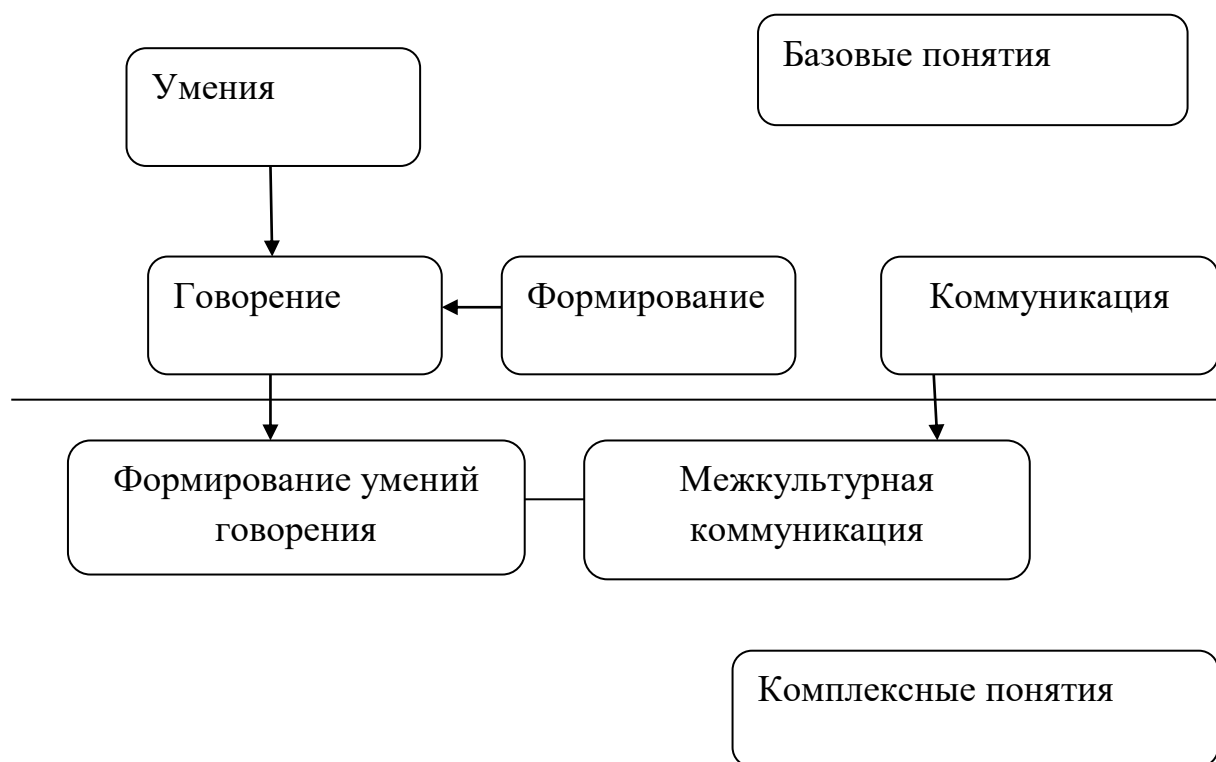 Базовые понятия
Умения
Говорение
Формирование
Коммуникация
Формирование умений
говорения
Межкультурная
коммуникация
Комплексные понятия